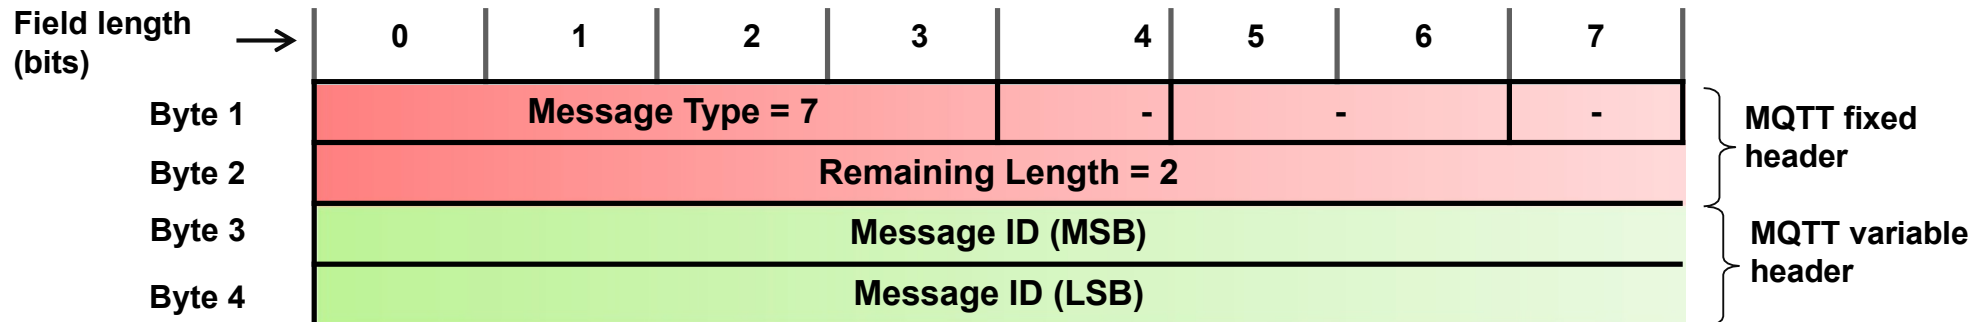 Field length
(bits)
0 1 2 3 4 5 6 7
Byte 1
Message Type = 7 - - -
MQTT fixed
header
Byte 2
Remaining Length = 2
Byte 3
Message ID (MSB)
MQTT variable
header
Byte 4
Message ID (LSB)